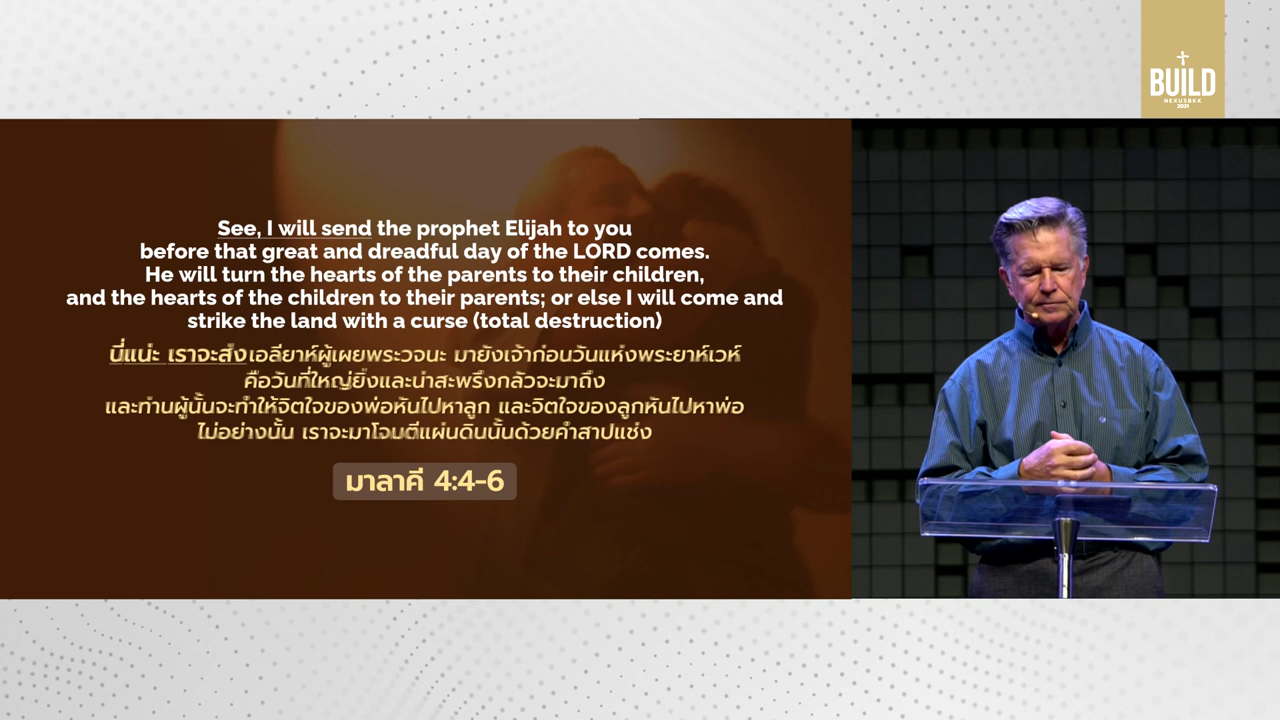 BUILD
NEXUSBKK
2021
See, I will send the prophet Elijah to you
before that great and dreadful day of the LORD comes.
He will turn the hearts of the parents to their children,
and the hearts of the children to their parents; or else I will come and
strike the land with a curse (total destruction)
นี่แน่ะ เราจะส่งเอลียาห์ผู้เผยพระวจนะ มายังเจ้าก่อนวันแห่งพระยาห์เวห์
คือวันที่ใหญ่ยิ่งและน่าสะพรึงกลัวจะมาถึง
และท่านผู้นั้นจะทำให้จิตใจของพ่อหันไปหาลูก และจิตใจของลูกหันไปหาพ่อ
ไม่อย่างนั้น เราจะมาโจมตีแผ่นดินนั้นด้วยคำสาปแช่ง
มาลาคี 4:4-6